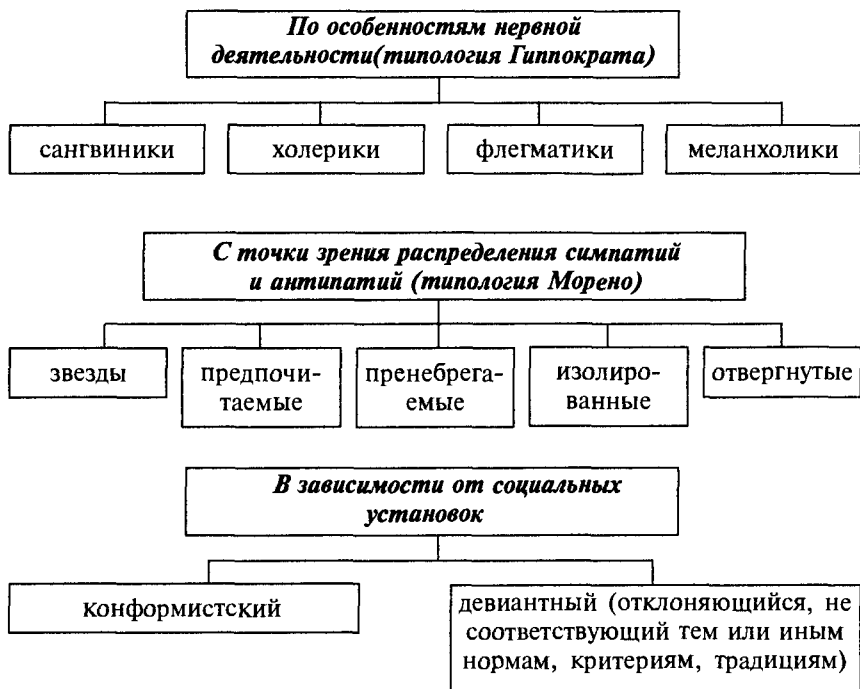 По особенностям нервной
деятельности(типология Гиппократа)
сангвиники
холерики
флегматики
меланхолики
С точки зрения распределения симпатий
и антипатий (типология Морено)
звезды
предпочи-
таемые
пренебрега-
емые
изолиро-
ванные
отвергнутые
В зависимости от социальных
установок
конформистский
девиантный (отклоняющийся, не
соответствующий тем или иным
нормам, критериям, традициям)